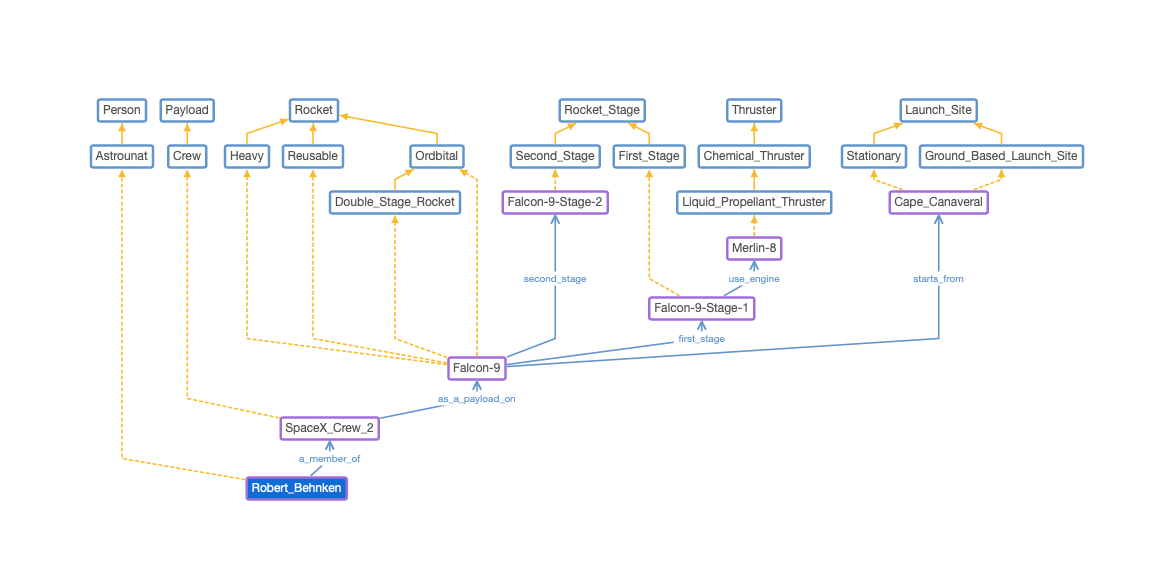 Person
Payload
Rocket
Rocket_Stage
Thruster
Launch_Site
Astrounat
Crew
Heavy
Reusable
Ordbital
Second_Stage
First_Stage
Chemical_Thruster
Stationary
Ground_Based_Launch_Site
Double_Stage_Rocket
Falcon-9-Stage-2
Liquid_Propellant_Thruster
Cape_Canaveral
Merlin-8
second_stage
use_engine
starts_from
Falcon-9-Stage-1
first_stage
Falcon-9
as_a_payload_on
SpaceX_Crew_2
a_member_of
Robert_Behnken